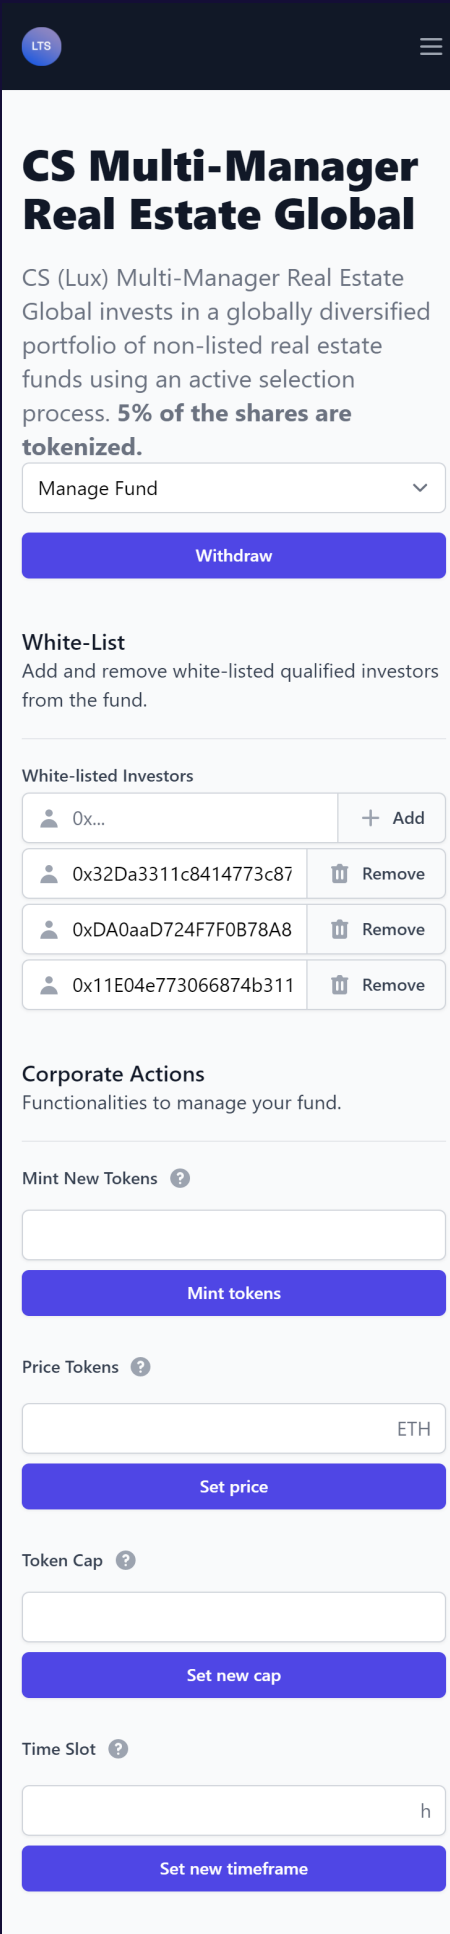 LTS
CS Multi-Manager
Real Estate Global
CS (Lux) Multi-Manager Real Estate
Global invests in a globally diversified
portfolio of non-listed real estate
funds using an active selection
process. 5% of the shares are
tokenized.
Manage Fund
Withdraw
White-List
Add and remove white-listed qualified investors
from the fund.
White-listed Investors
0x...
Add
0x32Da3311c8414773c87
Remove
0xDA0aaD724F7F0B78A8
Remove
0x11E04e773066874b311
Remove
Corporate Actions
Functionalities to manage your fund.
Mint New Tokens ?
Mint tokens
Price Tokens ?
ETH
Set price
Token Cap ?
Set new cap
Time Slot ?
h
Set new timeframe